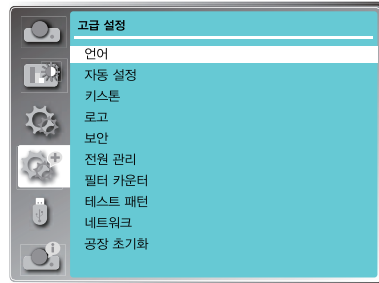 고급 설정
언어
자동 설정
키스톤
로고
보안
전원 관리
필터 카운터
테스트 패턴
네트워크
공장 초기화